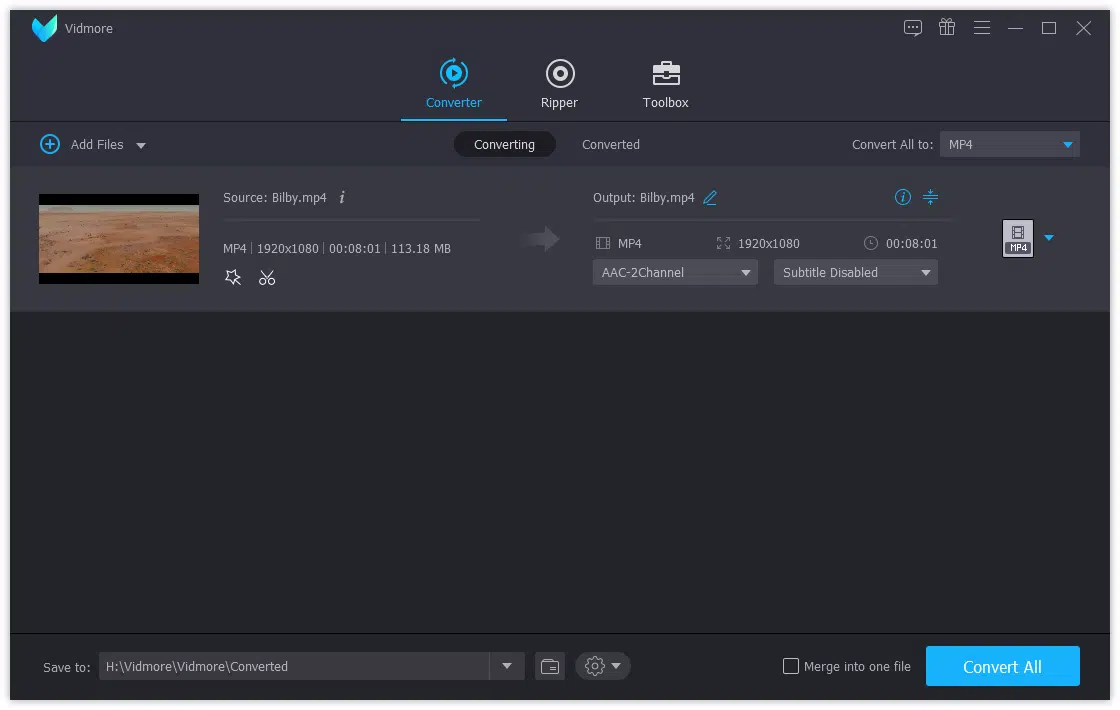 Vidmore
Converter
Ripper
Toolbox
Add Files
Converting
Converted
Convert All to:
MP4
Source: Bilby.mp4
Output: Bilby.mp4
MP4 1920x1080 00:08:01 113.18 MB
MP4
1920x1080
00:08:01
MP4
AAC-2Channel
Subtitle Disabled
Save to:
H:\Vidmore\Vidmore\Converted
Merge into one file
Convert All